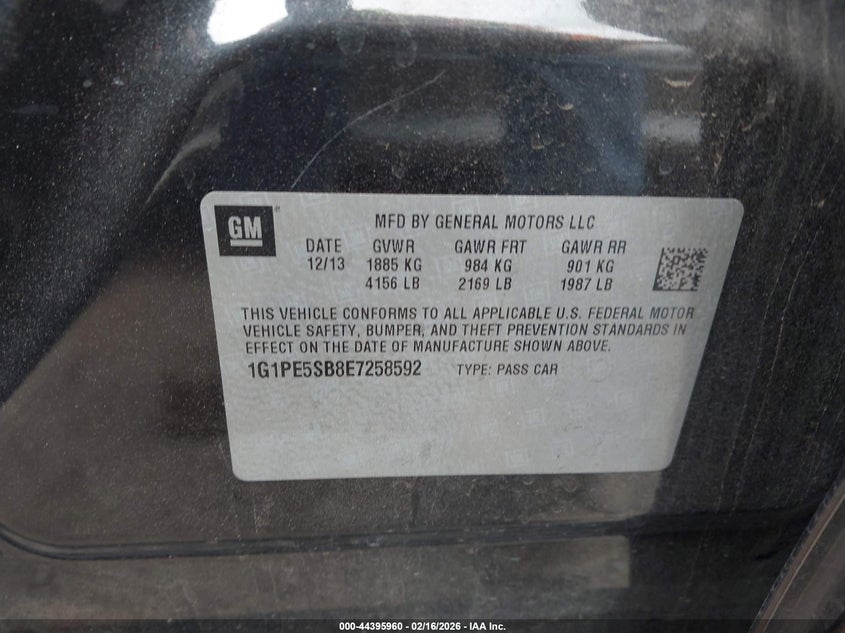 GM
MFD BY GENERAL MOTORS LLC
DATE GVWR GAWR FRT GAWR RR
12/13 1885 KG 984 KG 901 KG
4156 LB 2169 LB 1987 LB
THIS VEHICLE CONFORMS TO ALL APPLICABLE U.S. FEDERAL MOTOR
VEHICLE SAFETY, BUMPER, AND THEFT PREVENTION STANDARDS IN
EFFECT ON THE DATE OF MANUFACTURE SHOWN ABOVE.
1G1PE5SB8E7258592 TYPE: PASS CAR
000-44395960 - 02/16/2026 - IAA Inc.